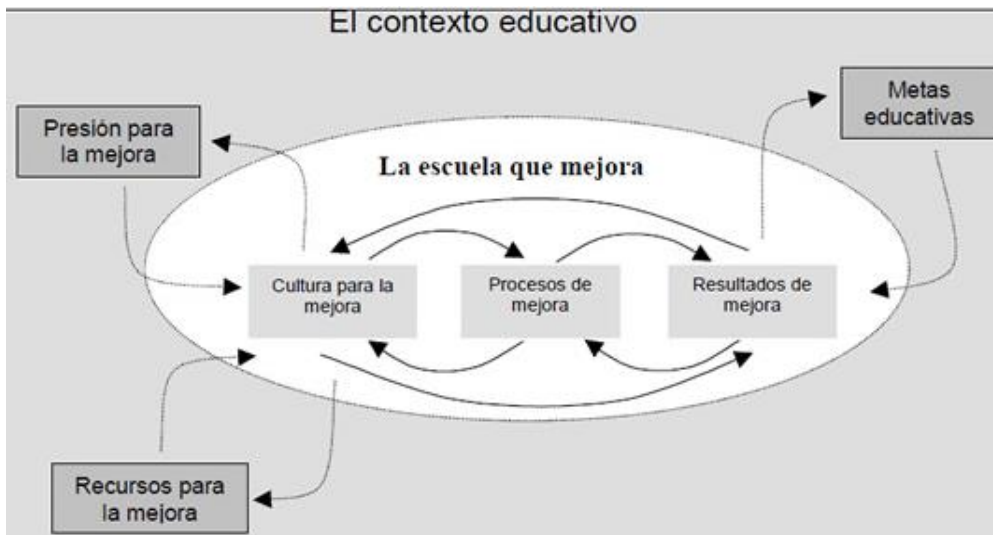 El contexto educativo
Metas
educativas
Presión para
la mejora
La escuela que mejora
Cultura para la
mejora
Procesos de
mejora
Resultados de
mejora
Recursos para
la mejora